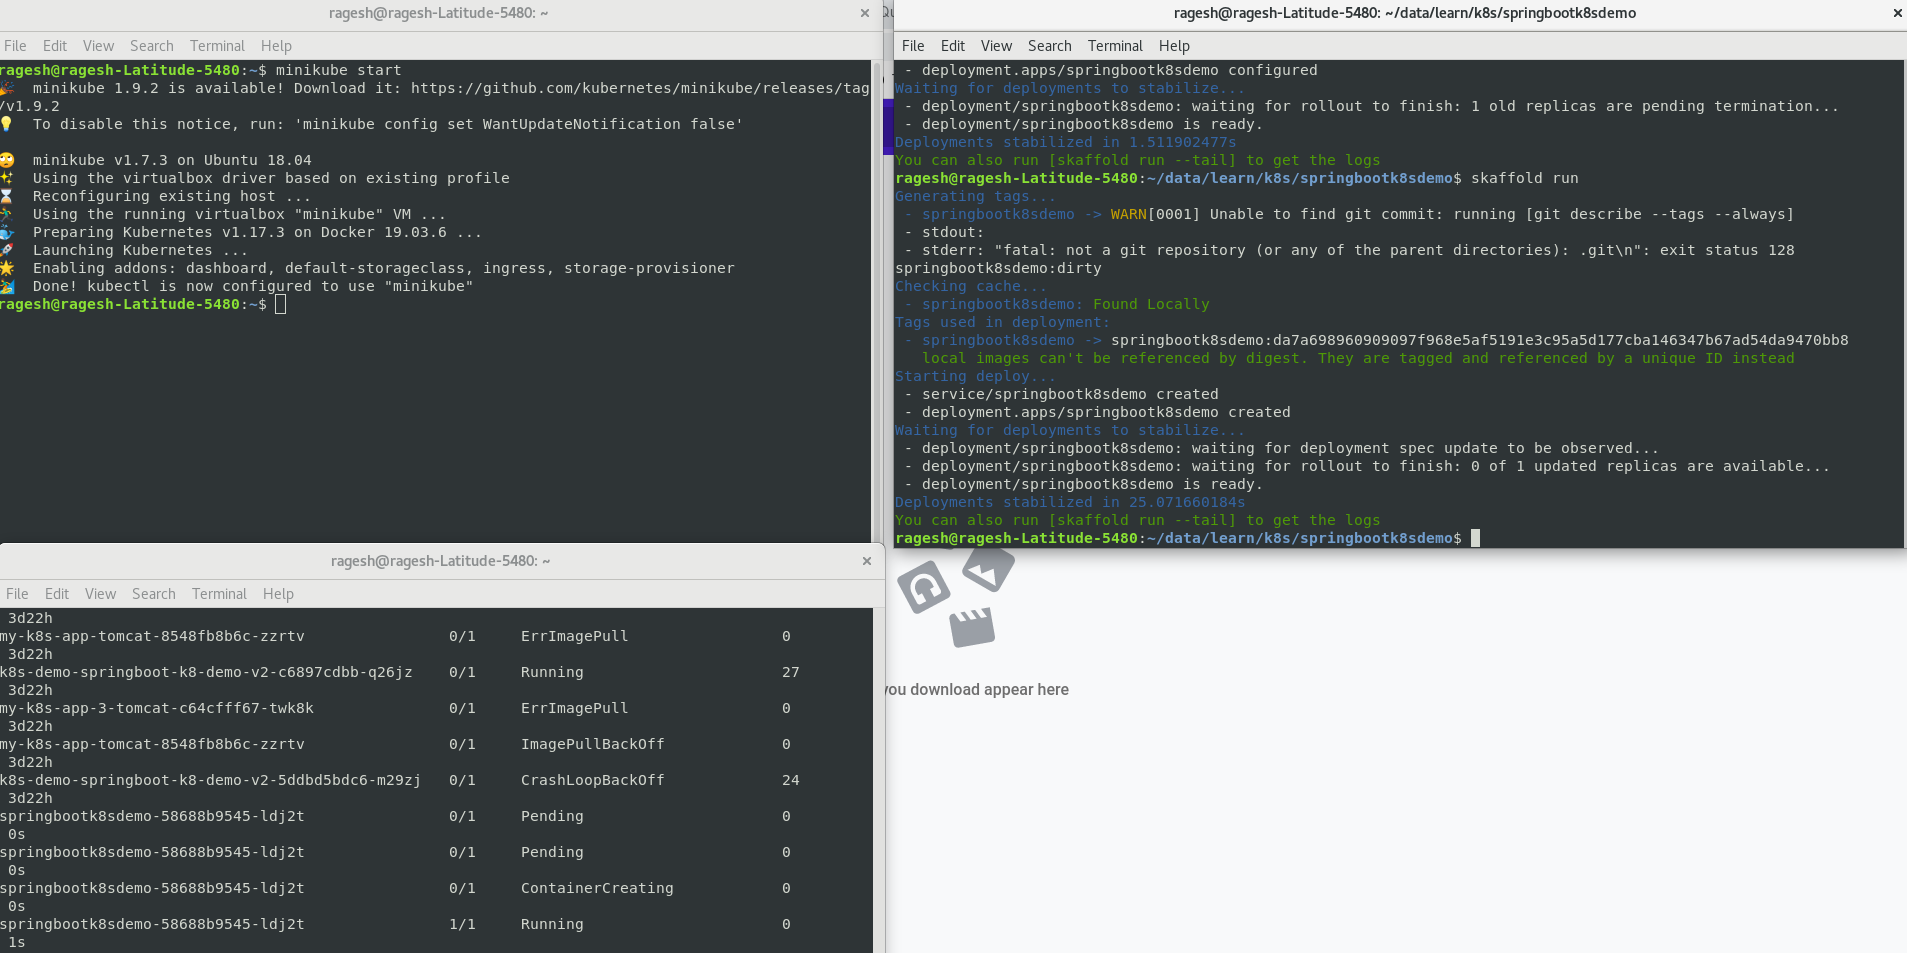 ragesh@ragesh-Latitude-5480: ~
File Edit View Search Terminal Help
ragesh@ragesh-Latitude-5480:~$ minikube start
minikube 1.9.2 is available! Download it: https://github.com/kubernetes/minikube/releases/tag
/v1.9.2
To disable this notice, run: 'minikube config set WantUpdateNotification false'
minikube v1.7.3 on Ubuntu 18.04
Using the virtualbox driver based on existing profile
Reconfiguring existing host ...
Using the running virtualbox "minikube" VM ...
Preparing Kubernetes v1.17.3 on Docker 19.03.6 ...
Launching Kubernetes ...
Enabling addons: dashboard, default-storageclass, ingress, storage-provisioner
Done! kubectl is now configured to use "minikube"
ragesh@ragesh-Latitude-5480:~$
ragesh@ragesh-Latitude-5480: ~/data/learn/k8s/springbootk8sdemo
File Edit View Search Terminal Help
- deployment.apps/springbootk8sdemo configured
Waiting for deployments to stabilize...
- deployment/springbootk8sdemo: waiting for rollout to finish: 1 old replicas are pending termination...
- deployment/springbootk8sdemo is ready.
Deployments stabilized in 1.511902477s
You can also run [skaffold run --tail] to get the logs
ragesh@ragesh-Latitude-5480:~/data/learn/k8s/springbootk8sdemo$ skaffold run
Generating tags...
- springbootk8sdemo -> WARN[0001] Unable to find git commit: running [git describe --tags --always]
- stdout:
- stderr: "fatal: not a git repository (or any of the parent directories): .git\n": exit status 128
springbootk8sdemo:dirty
Checking cache...
- springbootk8sdemo: Found Locally
Tags used in deployment:
- springbootk8sdemo -> springbootk8sdemo:da7a698960909097f968e5af5191e3c95a5d177cba146347b67ad54da9470bb8
local images can't be referenced by digest. They are tagged and referenced by a unique ID instead
Starting deploy...
- service/springbootk8sdemo created
- deployment.apps/springbootk8sdemo created
Waiting for deployments to stabilize...
- deployment/springbootk8sdemo: waiting for deployment spec update to be observed...
- deployment/springbootk8sdemo: waiting for rollout to finish: 0 of 1 updated replicas are available...
- deployment/springbootk8sdemo is ready.
Deployments stabilized in 25.071660184s
You can also run [skaffold run --tail] to get the logs
ragesh@ragesh-Latitude-5480:~/data/learn/k8s/springbootk8sdemo$
ragesh@ragesh-Latitude-5480: ~
File Edit View Search Terminal Help
3d22h
my-k8s-app-tomcat-8548fb8b6c-zzrtv 0/1 ErrImagePull 0
3d22h
k8s-demo-springboot-k8-demo-v2-c6897cdbb-q26jz 0/1 Running 27
3d22h
my-k8s-app-3-tomcat-c64cfff67-twk8k 0/1 ErrImagePull 0
3d22h
my-k8s-app-tomcat-8548fb8b6c-zzrtv 0/1 ImagePullBackOff 0
3d22h
k8s-demo-springboot-k8-demo-v2-5ddbd5bdc6-m29zj 0/1 CrashLoopBackOff 24
3d22h
springbootk8sdemo-58688b9545-ldj2t 0/1 Pending 0
0s
springbootk8sdemo-58688b9545-ldj2t 0/1 Pending 0
0s
springbootk8sdemo-58688b9545-ldj2t 0/1 ContainerCreating 0
0s
springbootk8sdemo-58688b9545-ldj2t 1/1 Running 0
1s
you download appear here